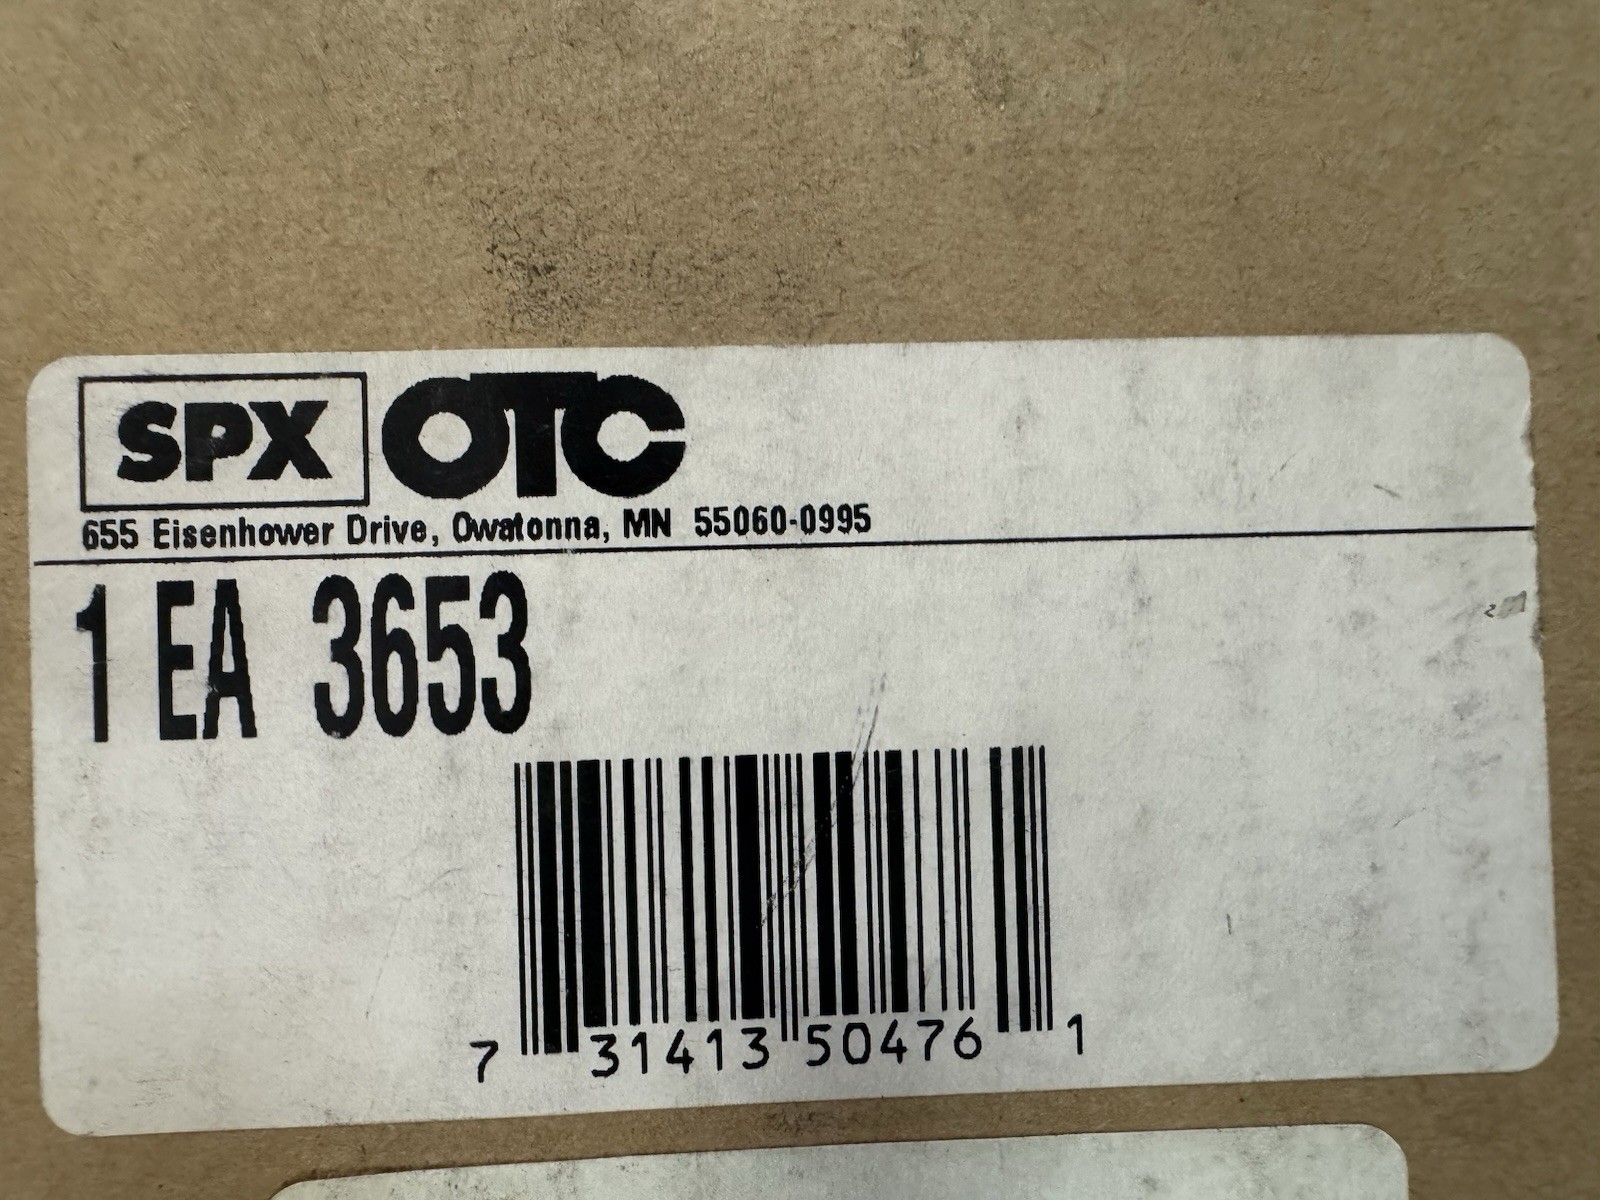 SPX OTC
655 Eisenhower Drive, Owatonna, MN 55060-0995
1 EA 3653
7 31413 50476 1